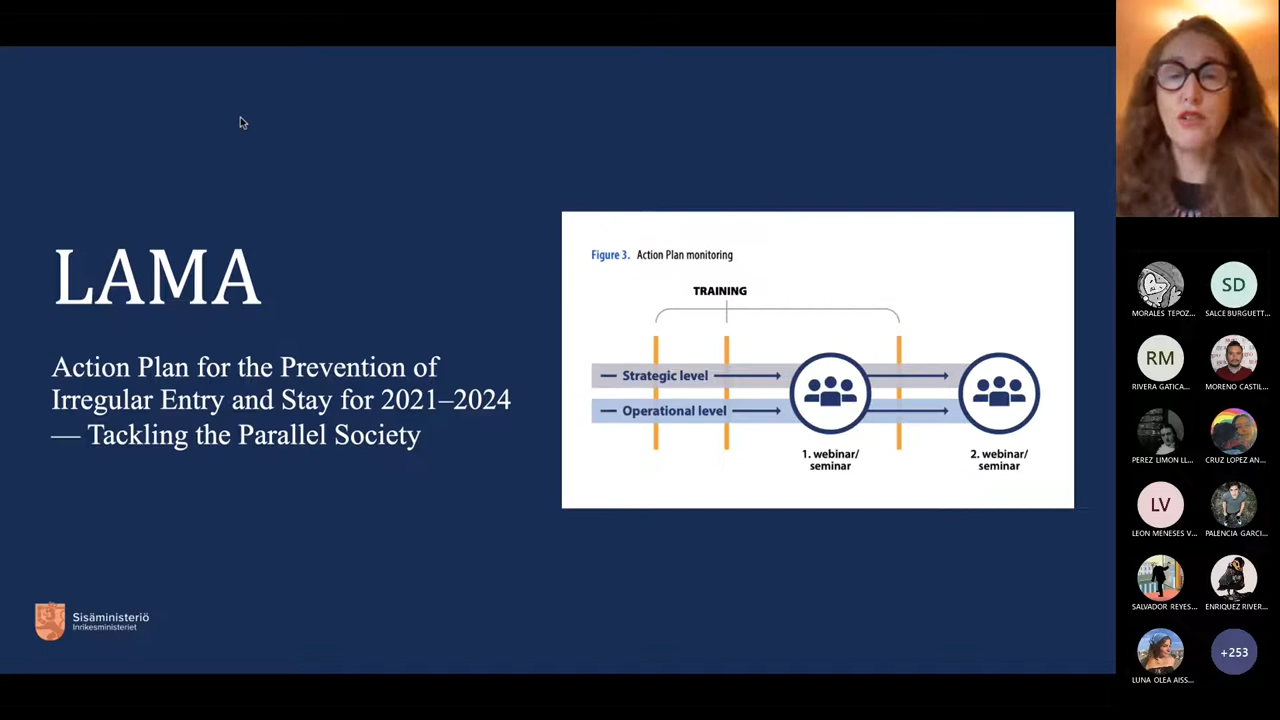 LAMA
Action Plan for the Prevention of
Irregular Entry and Stay for 2021–2024
— Tackling the Parallel Society
Figure 3. Action Plan monitoring
TRAINING
Strategic level
Operational level
1. webinar/
seminar
2. webinar/
seminar
Sisäministeriö
Inrikesministeriet
SD
MORALES TEPOZ... SALCE BURGUETT...
RM
RIVERA GATICA... MORENO CASTIL...
PEREZ LIMON LL... CRUZ LOPEZ AN...
LV
LEON MENESES V... PALENCIA GARCI...
SALVADOR REYES... ENRIQUEZ RIVER...
+253
LUNA OLEA AISS...